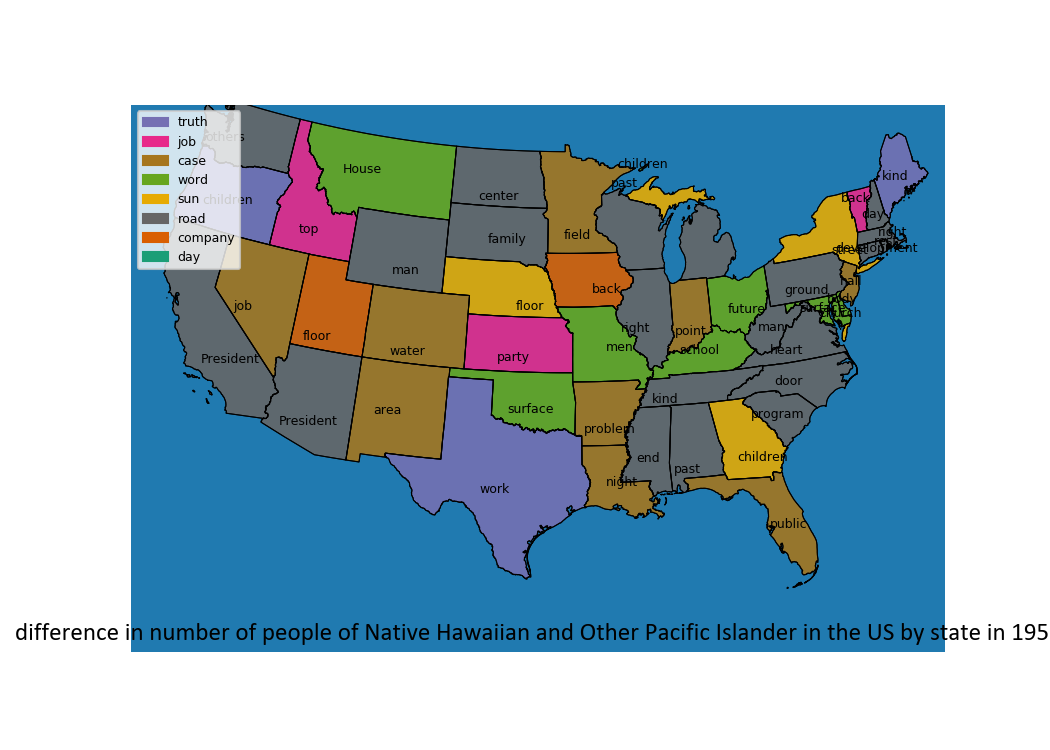 truth
job
case
word
sun
road
company
day
others
children
House
top
man
center
family
field
children
past
kind
back
day
right
rest
development
street
hall
body
surface
church
job
floor
President
President
water
area
floor
party
surface
work
back
men
right
point
future
school
ground
man
heart
door
program
kind
problem
night
end
past
children
public
difference in number of people of Native Hawaiian and Other Pacific Islander in the US by state in 195